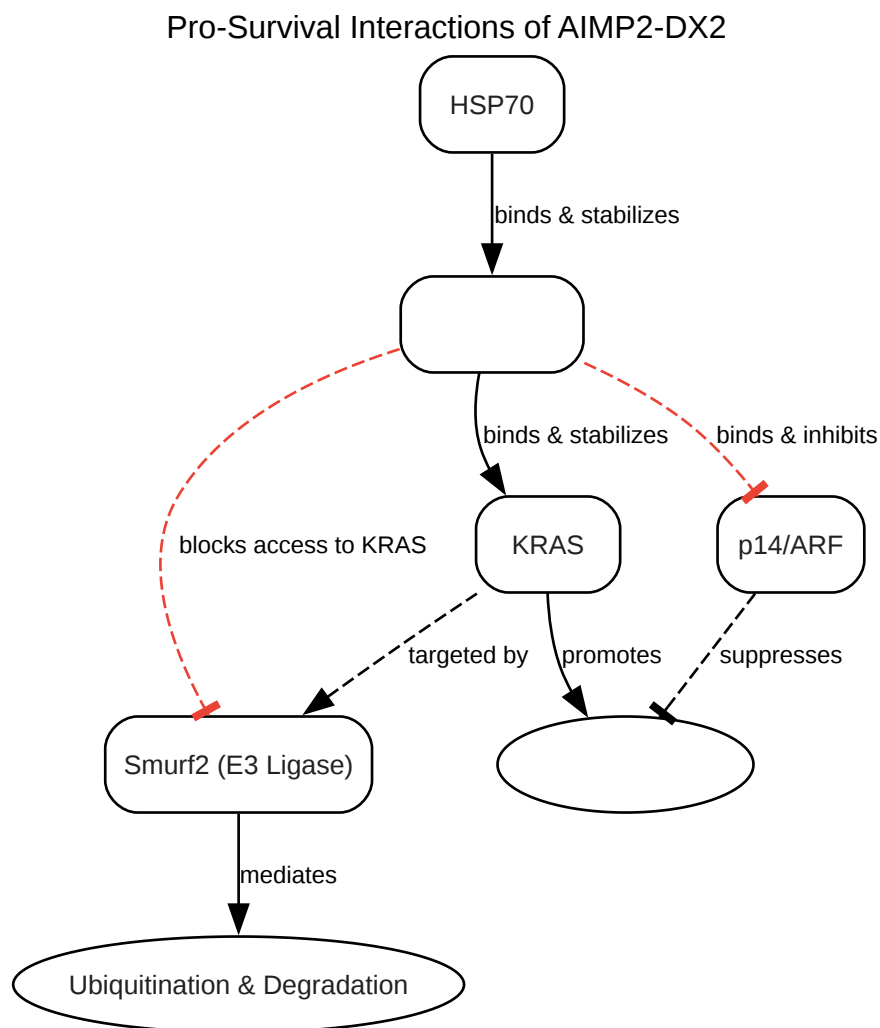 Pro-Survival Interactions of AIMP2-DX2
HSP70
binds & stabilizes
binds & stabilizes
binds & inhibits
blocks access to KRAS
KRAS
p14/ARF
targeted by
promotes
suppresses
Smurf2 (E3 Ligase)
mediates
Ubiquitination & Degradation